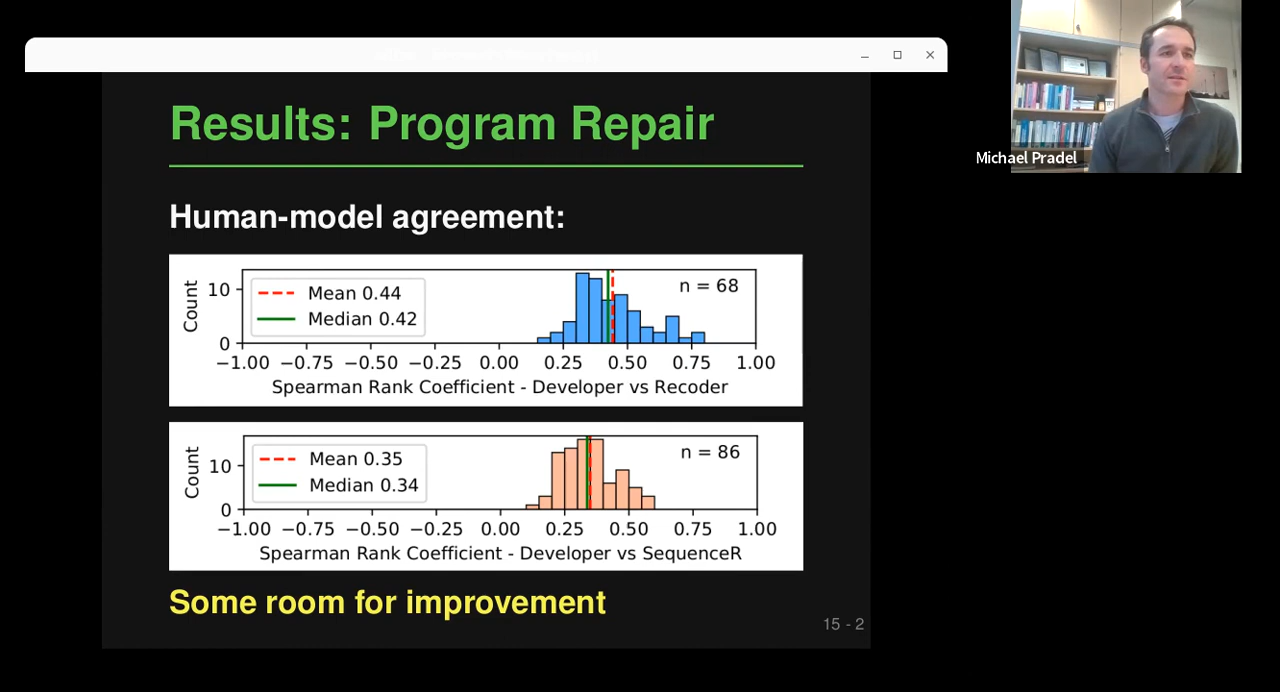 Results: Program Repair
Michael Pradel
Human-model agreement:
Count
10
0
Mean 0.44
Median 0.42
n = 68
−1.00 −0.75 −0.50 −0.25 0.00 0.25 0.50 0.75 1.00
Spearman Rank Coefficient - Developer vs Recoder
Count
10
0
Mean 0.35
Median 0.34
n = 86
−1.00 −0.75 −0.50 −0.25 0.00 0.25 0.50 0.75 1.00
Spearman Rank Coefficient - Developer vs SequenceR
Some room for improvement
15 - 2